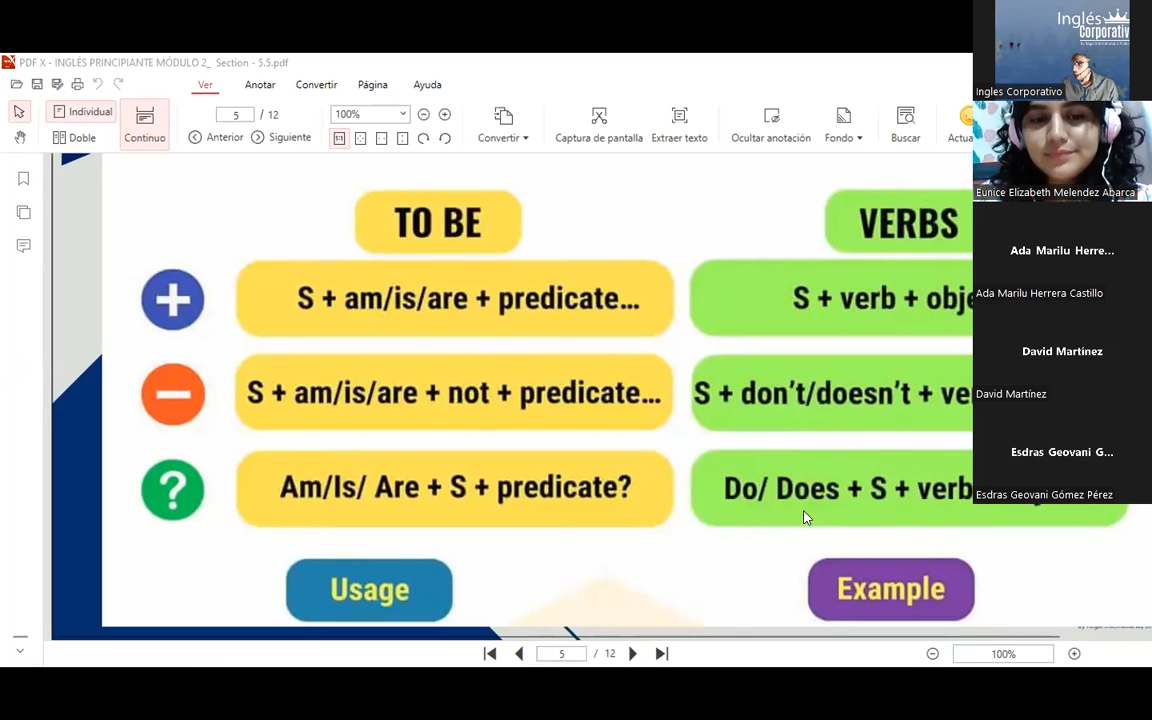 PDF X - INGLÉS PRINCIPIANTE MÓDULO 2_ Section - 5.5.pdf
Ver Anotar Convertir Página Ayuda
Individual
Doble
Continuo
5 / 12
Anterior Siguiente
100%
Convertir
Captura de pantalla
Extraer texto
Ocultar anotación
Fondo
Buscar
Actua
TO BE
VERBS
S + am/is/are + predicate...
S + verb + obje
S + am/is/are + not + predicate...
S + don't/doesn't + ve
?
Am/Is/ Are + S + predicate?
Do/ Does + S + verb
Usage
Example
5 / 12
100%
Inglés
Corporativ
Ingles Corporativo
Eunice Elizabeth Melendez Abarca
Ada Marilu Herre...
Ada Marilu Herrera Castillo
David Martínez
David Martínez
Esdras Geovani G...
Esdras Geovani Gómez Pérez